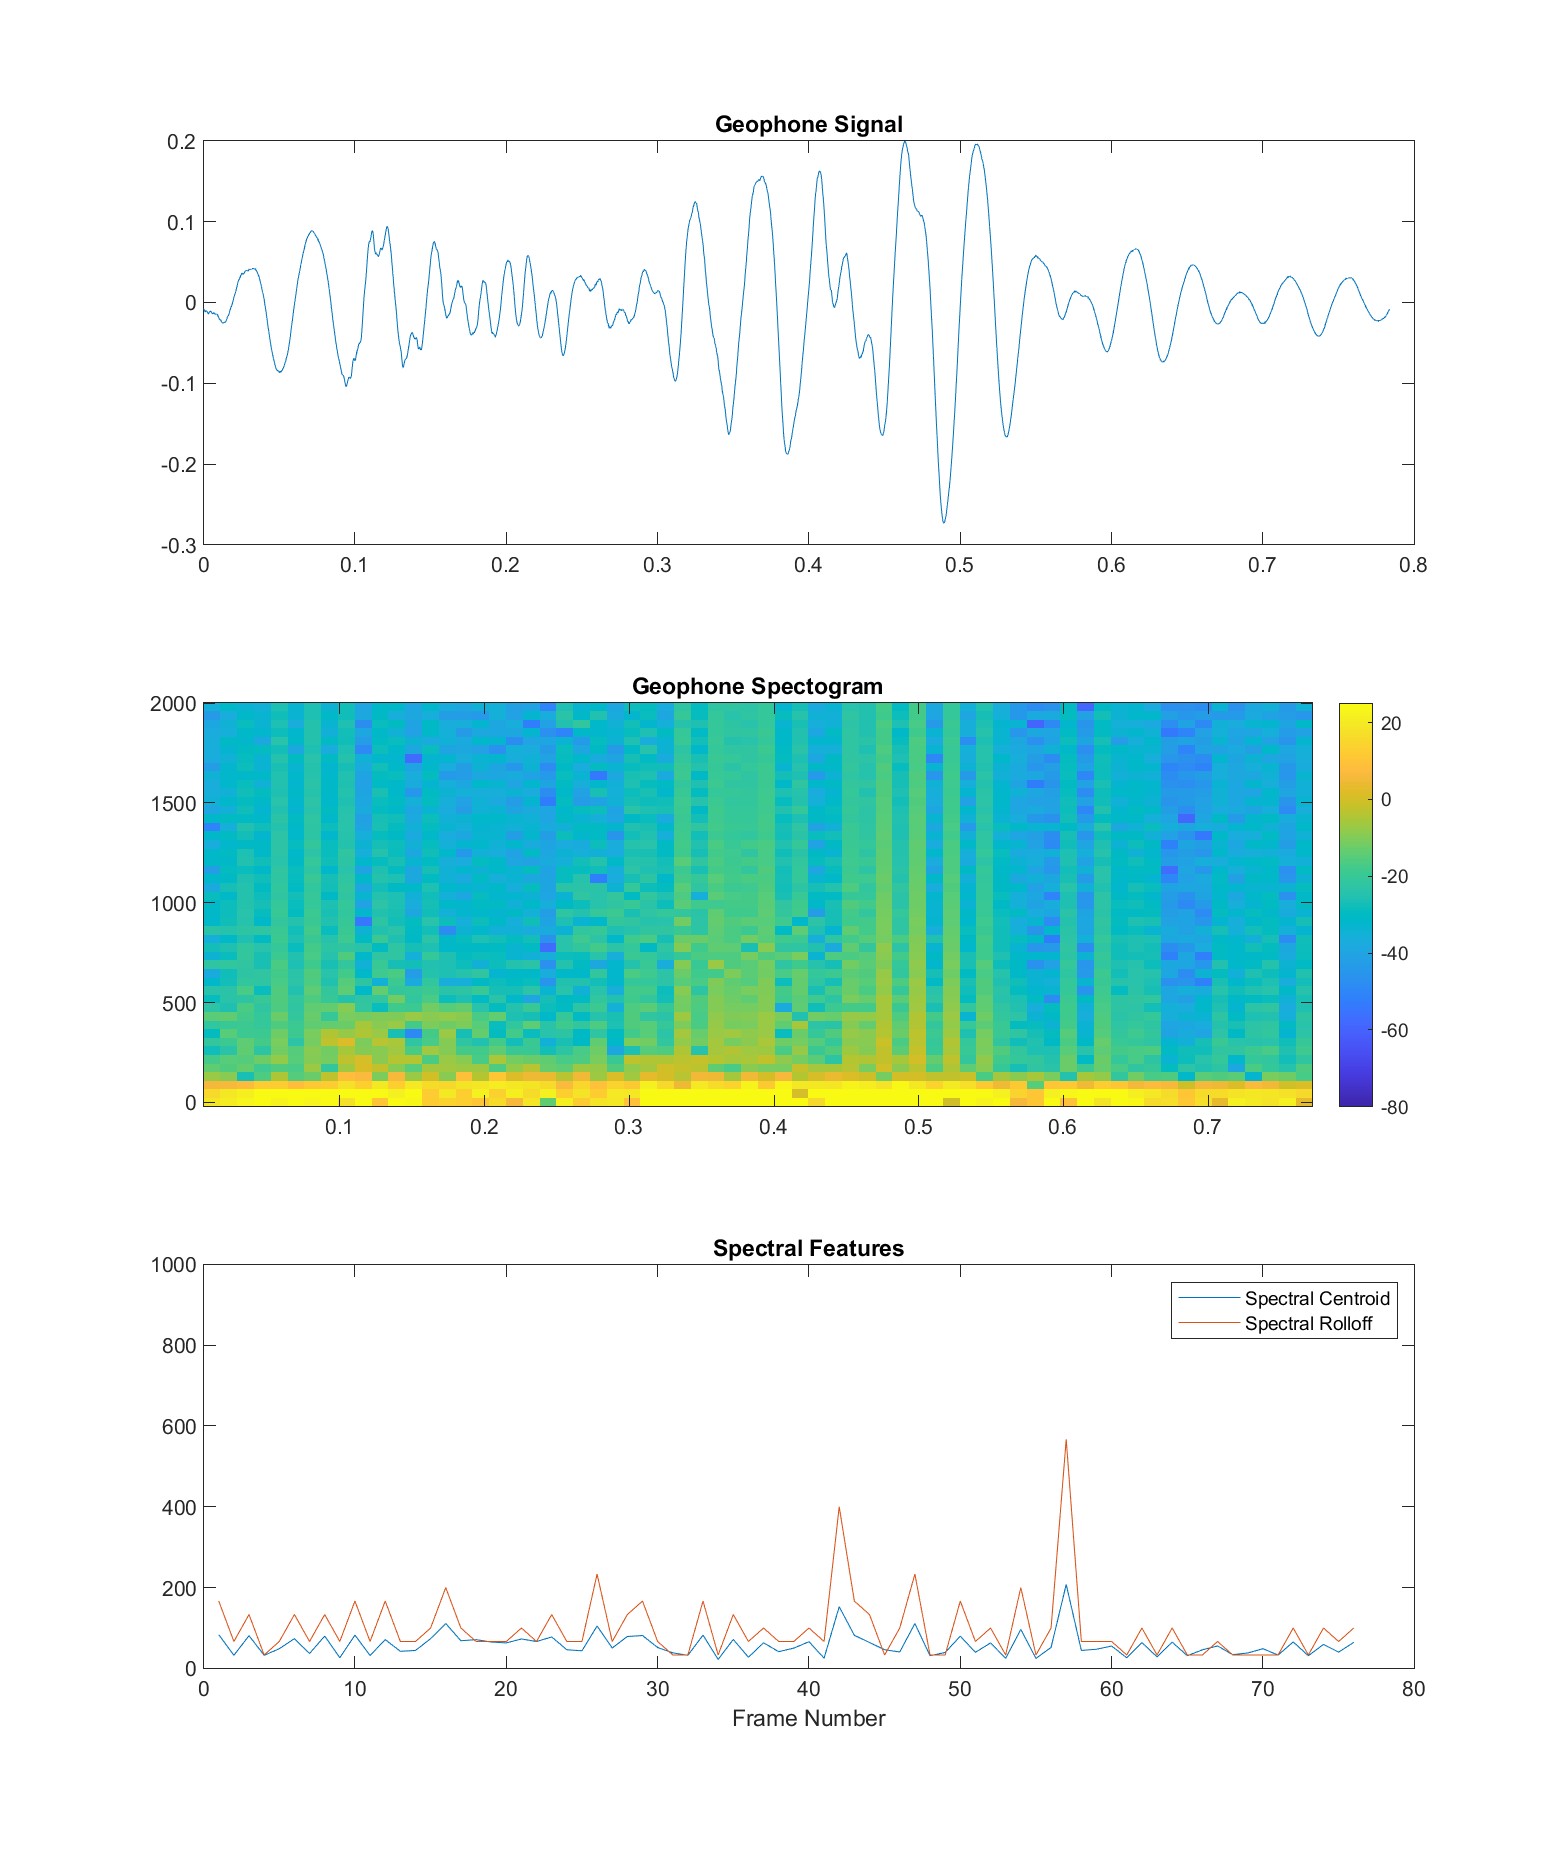 Geophone Signal
0.2
0.1
0
-0.1
-0.2
-0.3
0 0.1 0.2 0.3 0.4 0.5 0.6 0.7 0.8
Geophone Spectogram
2000
1500
1000
500
0
20
0
-20
-40
-60
-80
0.1 0.2 0.3 0.4 0.5 0.6 0.7
Spectral Features
1000
800
600
400
200
0
Spectral Centroid
Spectral Rolloff
0 10 20 30 40 50 60 70 80
Frame Number